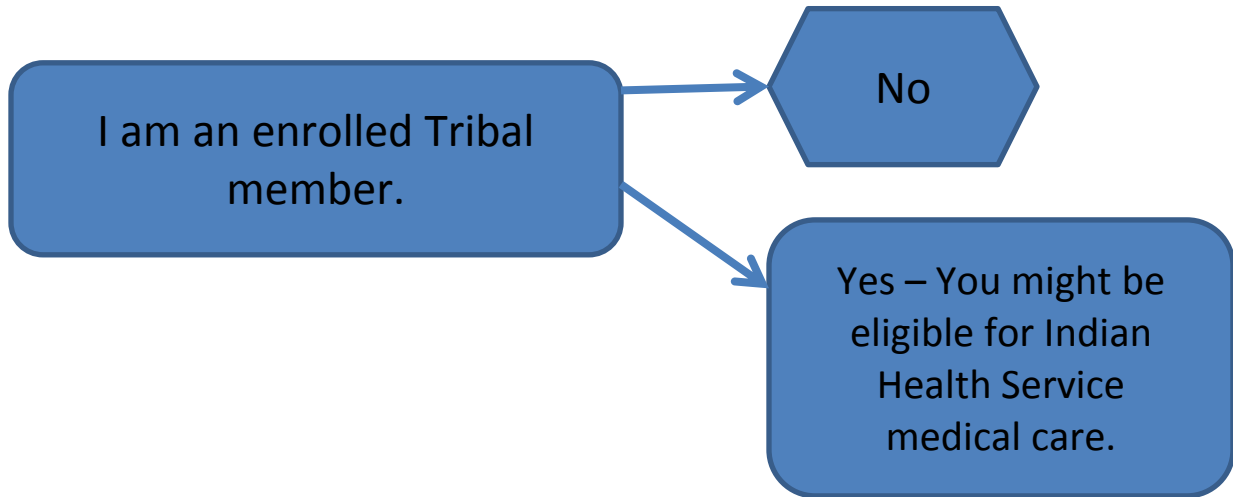 I am an enrolled Tribal
member.
No
Yes – You might be
eligible for Indian
Health Service
medical care.